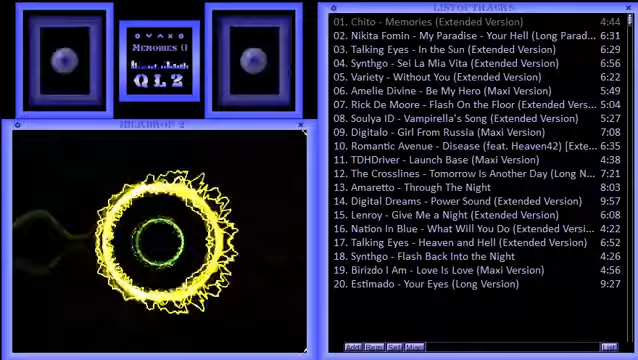 MEMORIES ()
QL2
MILKDROP 2
LIST OF TRACKS
01. Chito - Memories (Extended Version) 4:44
02. Nikita Fomin - My Paradise - Your Hell (Long Parad... 6:31
03. Talking Eyes - In the Sun (Extended Version) 6:29
04. Synthgo - Sei La Mia Vita (Extended Version) 6:56
05. Variety - Without You (Extended Version) 6:22
06. Amelie Divine - Be My Hero (Maxi Version) 5:49
07. Rick De Moore - Flash On the Floor (Extended Vers... 5:04
08. Soulya ID - Vampirella's Song (Extended Version) 5:27
09. Digitalo - Girl From Russia (Maxi Version) 7:08
10. Romantic Avenue - Disease (feat. Heaven42) [Exte... 6:35
11. TDHDriver - Launch Base (Maxi Version) 4:38
12. The Crosslines - Tomorrow Is Another Day (Long N... 7:21
13. Amaretto - Through The Night 8:03
14. Digital Dreams - Power Sound (Extended Version) 9:57
15. Lenroy - Give Me a Night (Extended Version) 6:08
16. Nation In Blue - What Will You Do (Extended Versi... 4:22
17. Talking Eyes - Heaven and Hell (Extended Version) 6:52
18. Synthgo - Flash Back Into the Night 4:26
19. Birizdo I Am - Love Is Love (Maxi Version) 4:56
20. Estimado - Your Eyes (Long Version) 9:27
Add Rem Sel Misc List